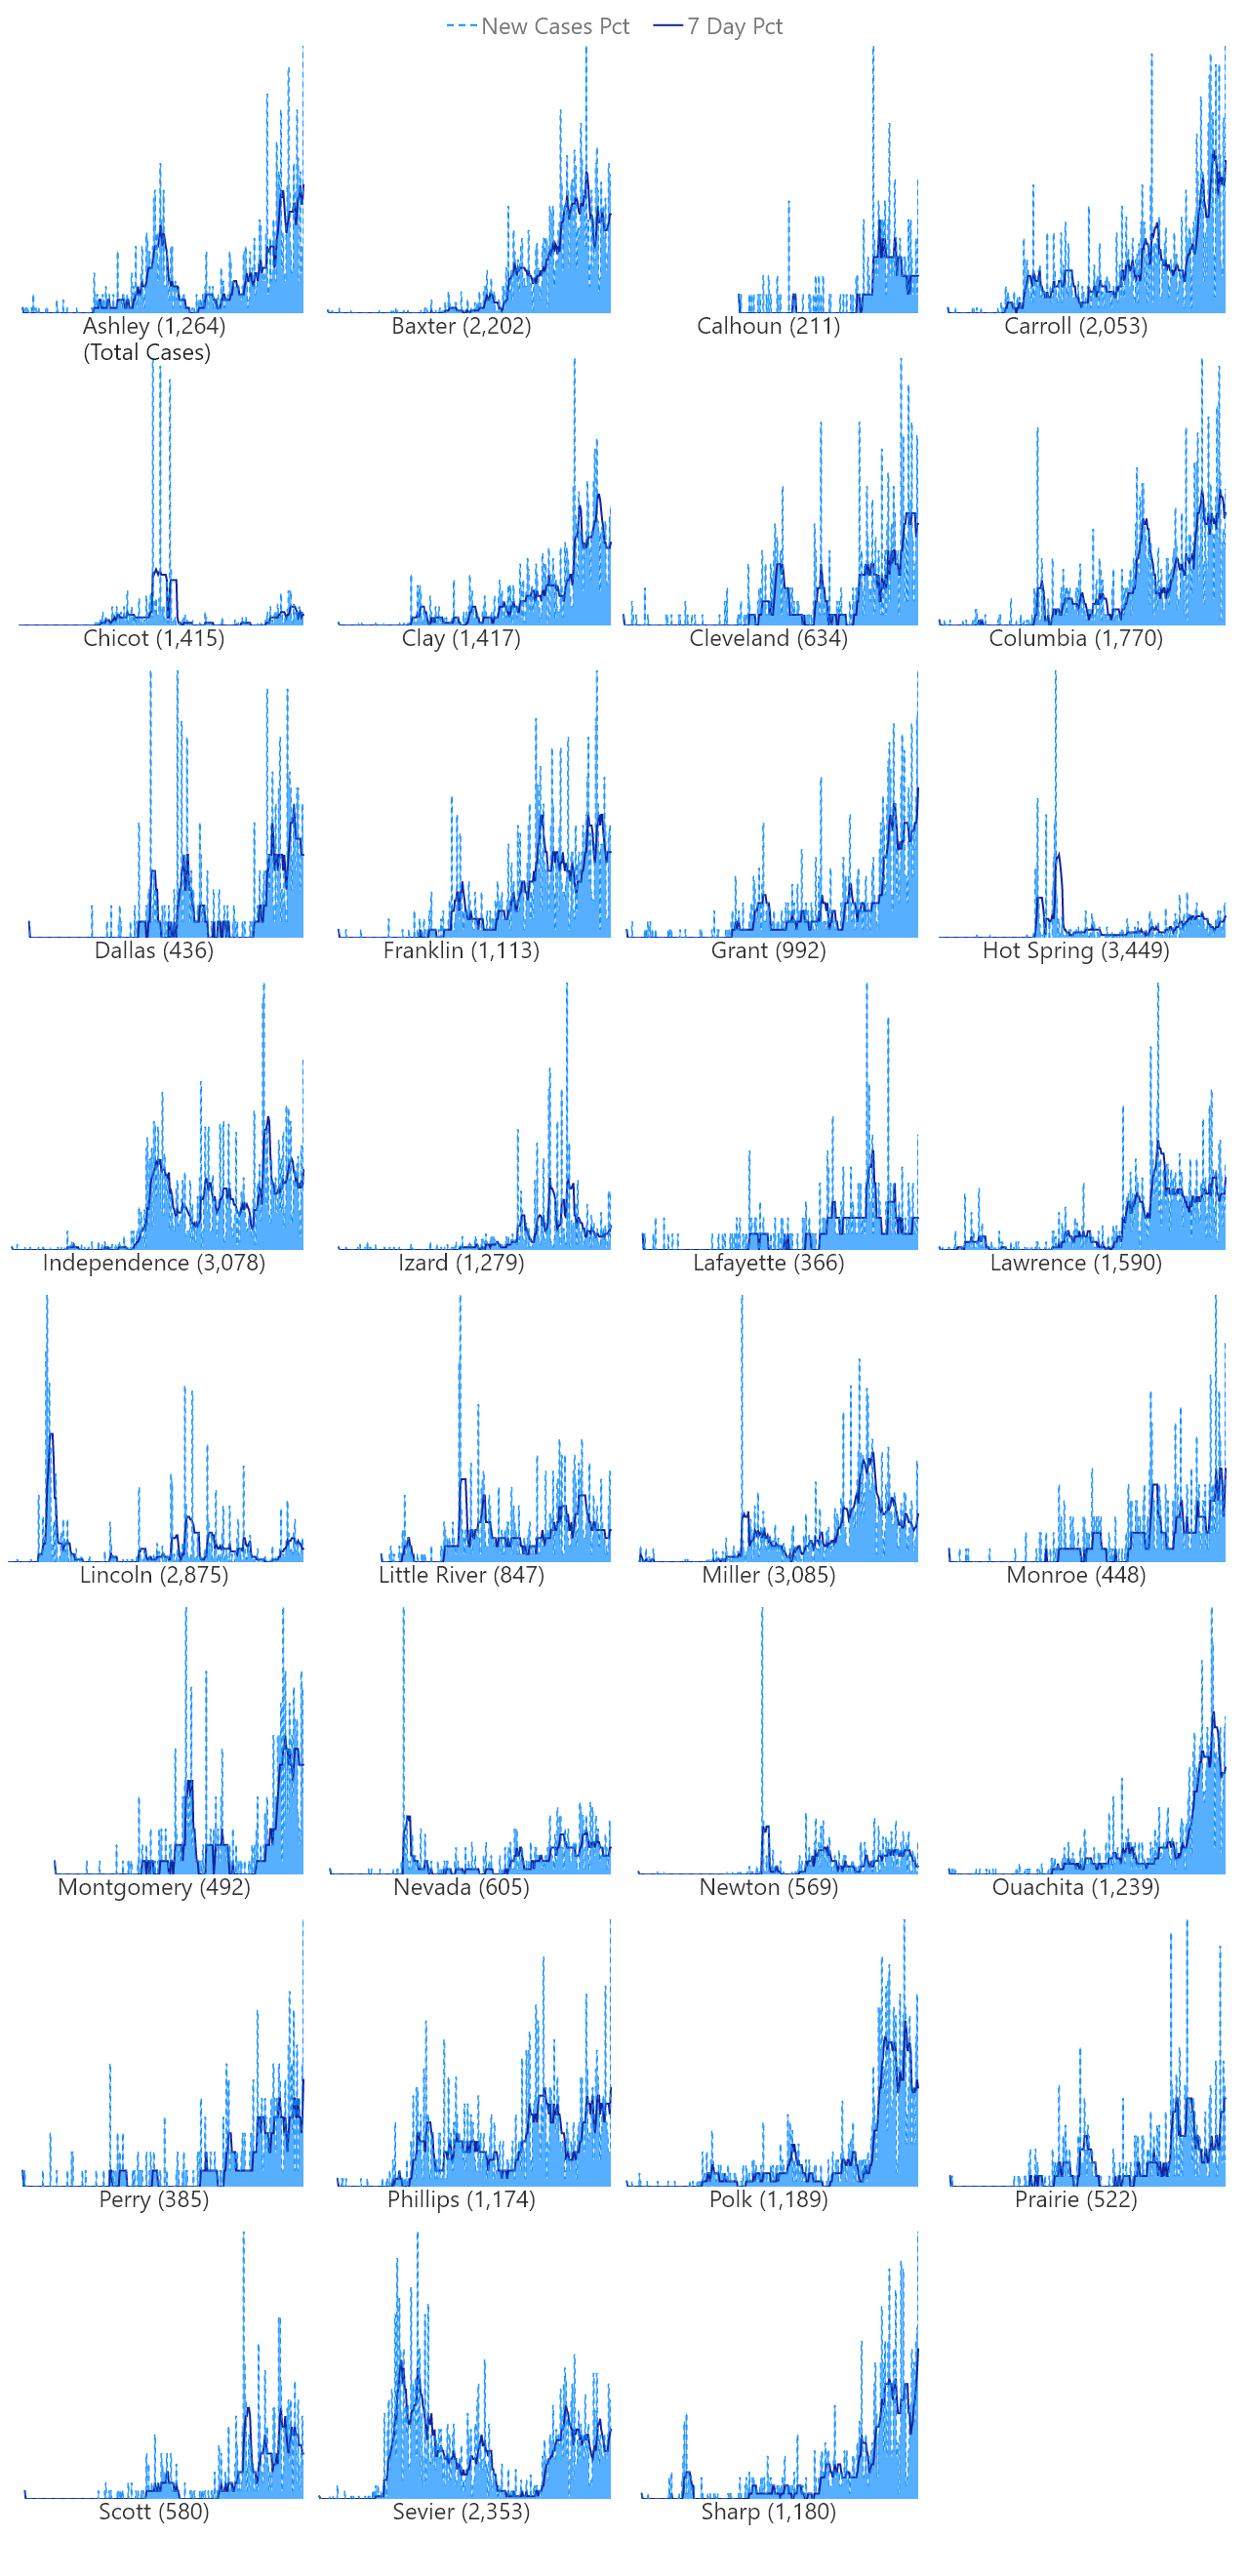 New Cases Pct 7 Day Pct
Ashley (1,264) Baxter (2,202) Calhoun (211) Carroll (2,053)
(Total Cases)
Chicot (1,415) Clay (1,417) Cleveland (634) Columbia (1,770)
Dallas (436) Franklin (1,113) Grant (992) Hot Spring (3,449)
Independence (3,078) Izard (1,279) Lafayette (366) Lawrence (1,590)
Lincoln (2,875) Little River (847) Miller (3,085) Monroe (448)
Montgomery (492) Nevada (605) Newton (569) Ouachita (1,239)
Perry (385) Phillips (1,174) Polk (1,189) Prairie (522)
Scott (580) Sevier (2,353) Sharp (1,180)